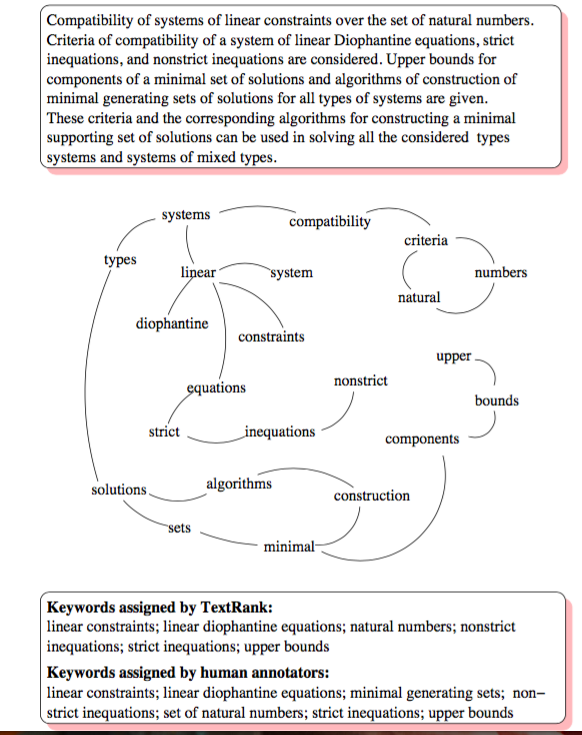 Compatibility of systems of linear constraints over the set of natural numbers.
Criteria of compatibility of a system of linear Diophantine equations, strict
inequations, and nonstrict inequations are considered. Upper bounds for
components of a minimal set of solutions and algorithms of construction of
minimal generating sets of solutions for all types of systems are given.
These criteria and the corresponding algorithms for constructing a minimal
supporting set of solutions can be used in solving all the considered types
systems and systems of mixed types.
systems
compatibility
criteria
types
linear
system
numbers
natural
diophantine
constraints
upper
nonstrict
equations
bounds
strict
inequations
components
algorithms
solutions
construction
sets
minimal
Keywords assigned by TextRank:
linear constraints; linear diophantine equations; natural numbers; nonstrict
inequations; strict inequations; upper bounds
Keywords assigned by human annotators:
linear constraints; linear diophantine equations; minimal generating sets; non−
strict inequations; set of natural numbers; strict inequations; upper bounds